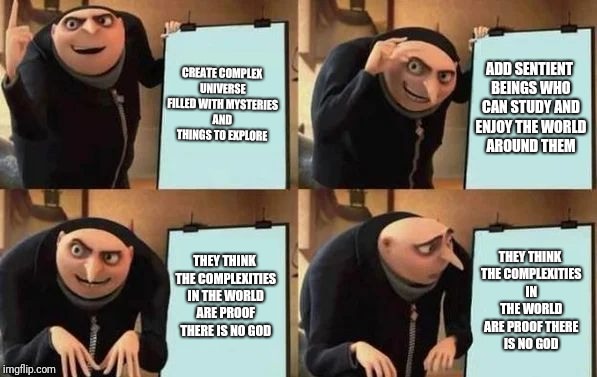 CREATE COMPLEX
UNIVERSE
FILLED WITH MYSTERIES
AND
THINGS TO EXPLORE
ADD SENTIENT
BEINGS WHO
CAN STUDY AND
ENJOY THE WORLD
AROUND THEM
THEY THINK
THE COMPLEXITIES
IN THE WORLD
ARE PROOF
THERE IS NO GOD
THEY THINK
THE COMPLEXITIES
IN
THE WORLD
ARE PROOF THERE
IS NO GOD
imgflip.com